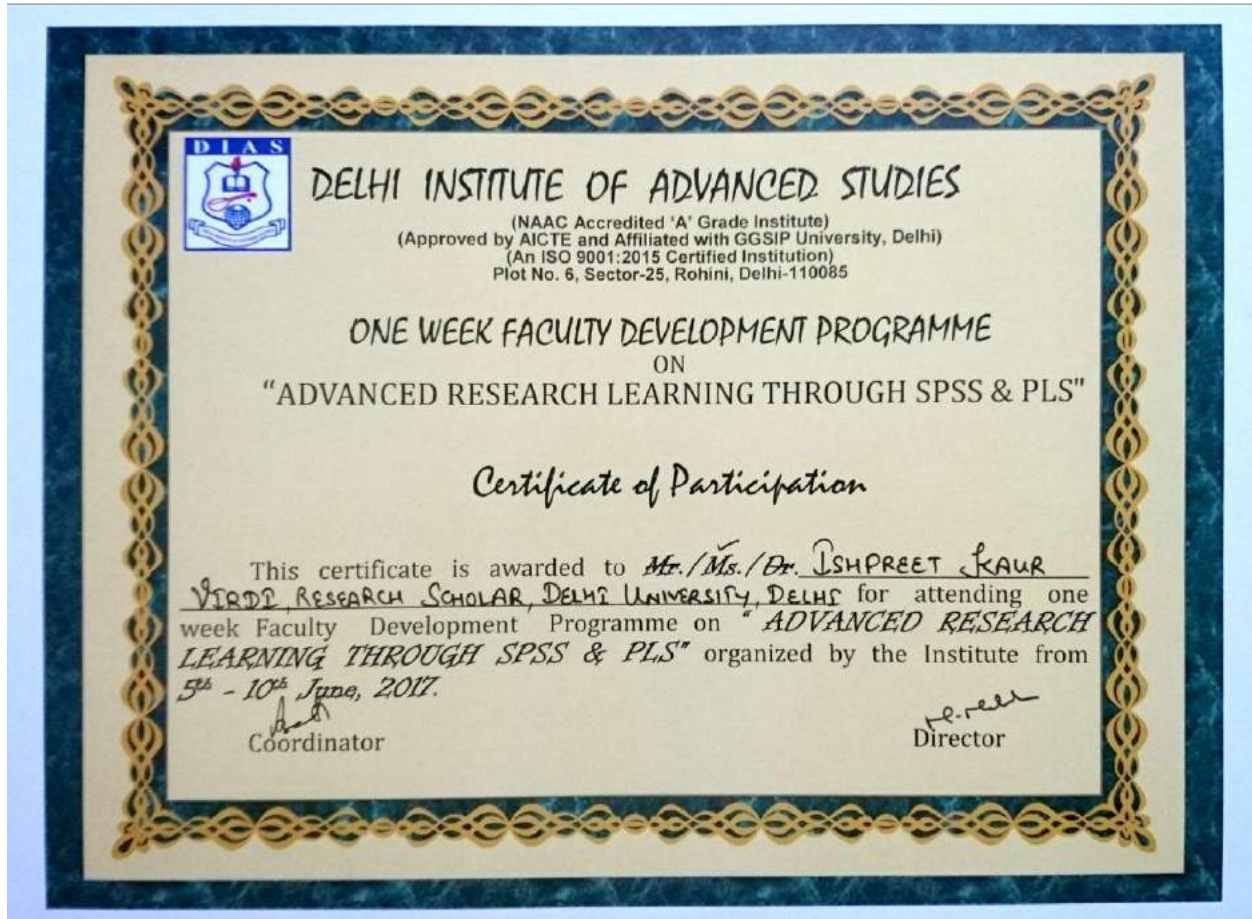 DIAS
DELHI INSTITUTE OF ADVANCED STUDIES
(NAAC Accredited 'A' Grade Institute)
(Approved by AICTE and Affiliated with GGSIP University, Delhi)
(An ISO 9001:2015 Certified Institution)
Plot No. 6, Sector-25, Rohini, Delhi-110085
ONE WEEK FACULTY DEVELOPMENT PROGRAMME
ON
"ADVANCED RESEARCH LEARNING THROUGH SPSS & PLS"
Certificate of Participation
This certificate is awarded to Mr./Ms./Dr. ISHPREET KAUR
VIRDI, RESEARCH SCHOLAR, DELHI UNIVERSITY, DELHI for attending one
week Faculty Development Programme on " ADVANCED RESEARCH
LEARNING THROUGH SPSS & PLS" organized by the Institute from
5th - 10th June, 2017.
Coordinator
Director